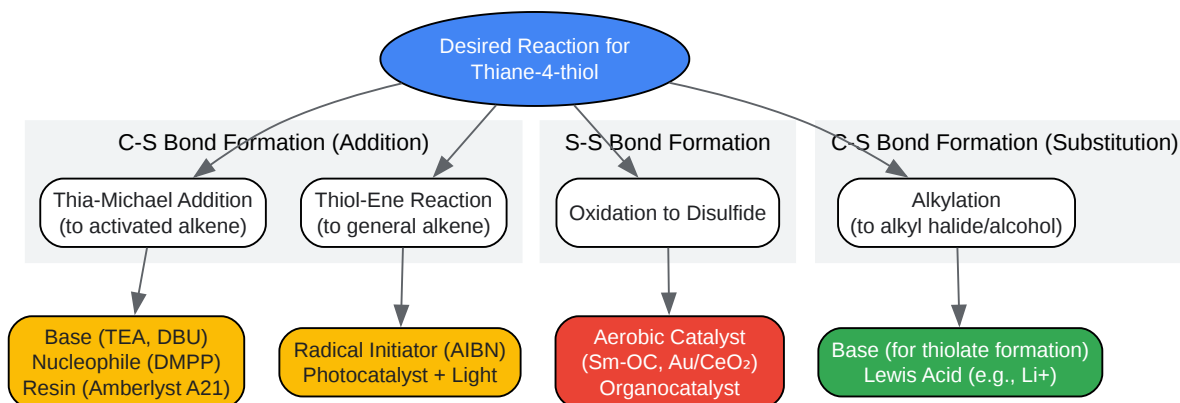 Desired Reaction for
Thiane-4-thiol
C-S Bond Formation (Addition)
S-S Bond Formation
C-S Bond Formation (Substitution)
Thia-Michael Addition
(to activated alkene)
Thiol-Ene Reaction
(to general alkene)
Oxidation to Disulfide
Alkylation
(to alkyl halide/alcohol)
Base (TEA, DBU)
Nucleophile (DMPP)
Resin (Amberlyst A21)
Radical Initiator (AIBN)
Photocatalyst + Light
Aerobic Catalyst
(Sm-OC, Au/CeO₂)
Organocatalyst
Base (for thiolate formation)
Lewis Acid (e.g., Li+)